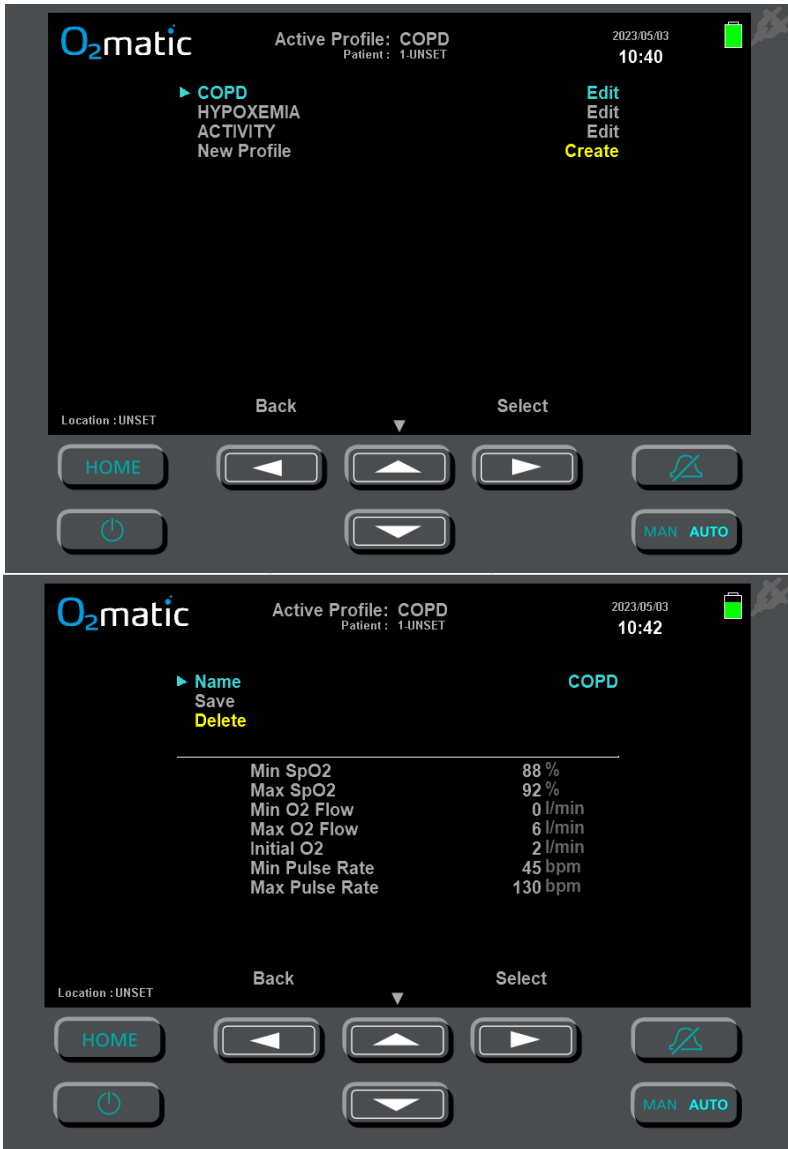 O2matic
Active Profile: COPD
Patient : 1-UNSET
2023/05/03
10:40
COPD Edit
HYPOXEMIA Edit
ACTIVITY Edit
New Profile Create
Back Select
Location : UNSET
HOME
MAN AUTO
O2matic
Active Profile: COPD
Patient : 1-UNSET
2023/05/03
10:42
Name COPD
Save
Delete
Min SpO2 88 %
Max SpO2 92 %
Min O2 Flow 0 l/min
Max O2 Flow 6 l/min
Initial O2 2 l/min
Min Pulse Rate 45 bpm
Max Pulse Rate 130 bpm
Back Select
Location : UNSET
HOME
MAN AUTO